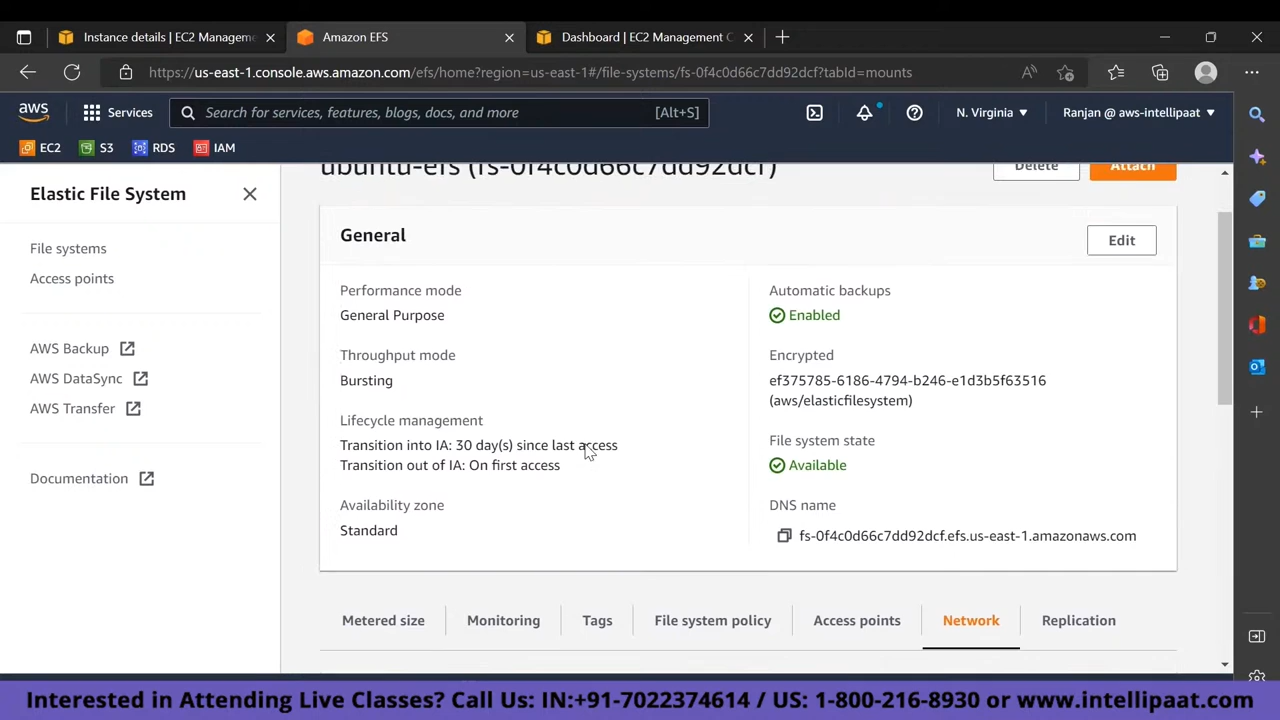 Instance details | EC2 Manageme
Amazon EFS
Dashboard | EC2 Management C
https://us-east-1.console.aws.amazon.com/efs/home?region=us-east-1#/file-systems/fs-0f4c0d66c7dd92dcf?tabId=mounts
aws
Services
Search for services, features, blogs, docs, and more
[Alt+S]
N. Virginia
Ranjan @ aws-intellipaat
EC2
S3
RDS
IAM
Elastic File System
File systems
Access points
AWS Backup
AWS DataSync
AWS Transfer
Documentation
ubuntu-efs (fs-0f4c0d66c7dd92dcf)
Delete
Attach
General
Edit
Performance mode
General Purpose
Throughput mode
Bursting
Lifecycle management
Transition into IA: 30 day(s) since last access
Transition out of IA: On first access
Availability zone
Standard
Automatic backups
Enabled
Encrypted
ef375785-6186-4794-b246-e1d3b5f63516
(aws/elasticfilesystem)
File system state
Available
DNS name
fs-0f4c0d66c7dd92dcf.efs.us-east-1.amazonaws.com
Metered size
Monitoring
Tags
File system policy
Access points
Network
Replication
Interested in Attending Live Classes? Call Us: IN:+91-7022374614 / US: 1-800-216-8930 or www.intellipaat.com